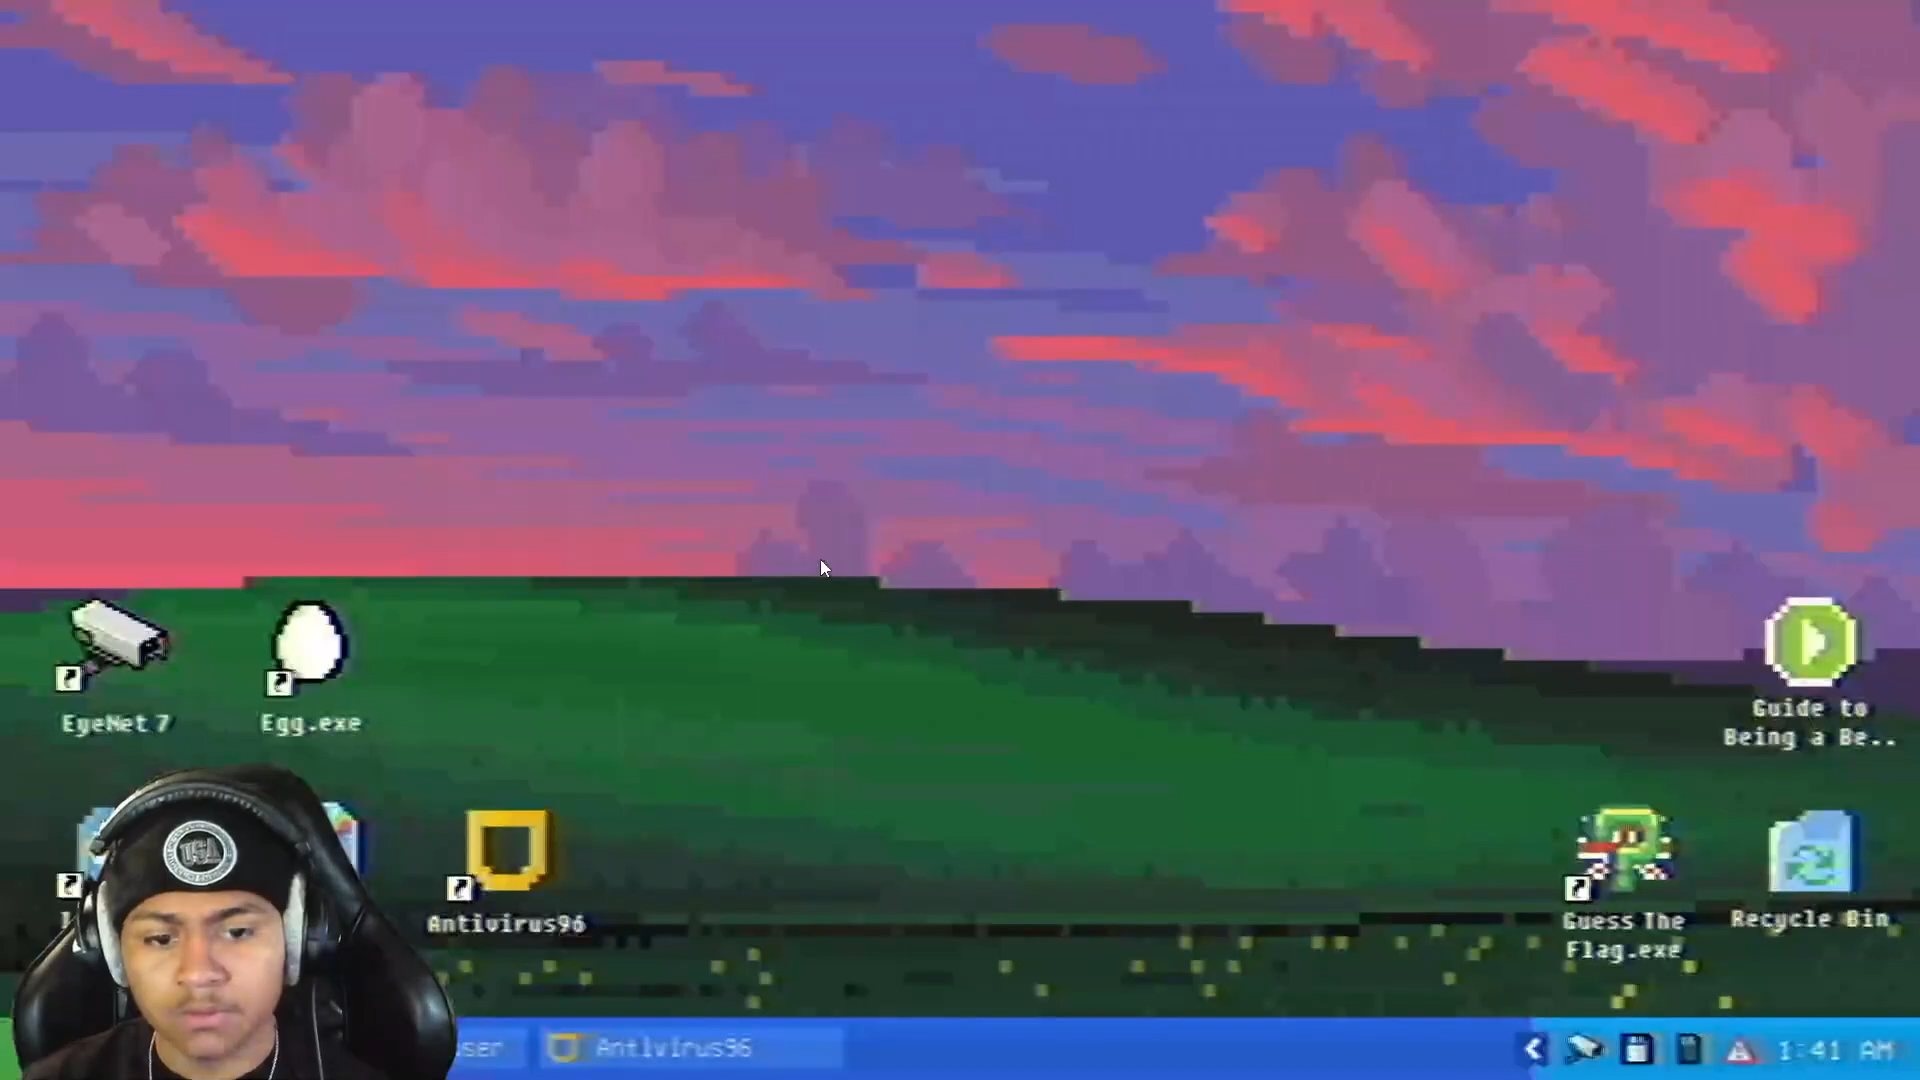 EyeNet 7
Egg.exe
Guide to
Being a Be..
USA
Antivirus96
Guess The
Flag.exe
Recycle Bin
Antivirus96
1:41 AM